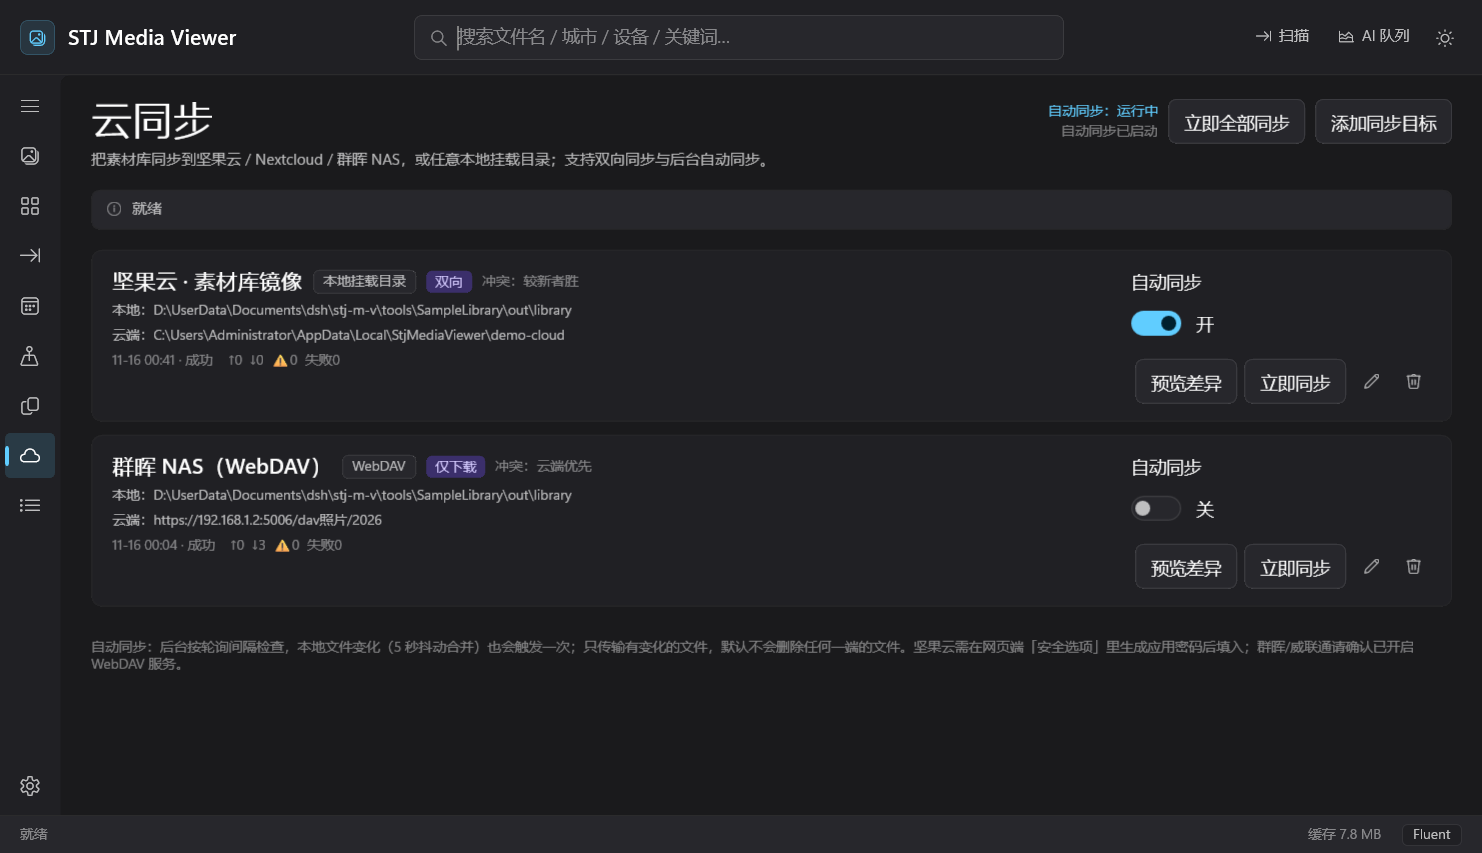 STJ Media Viewer
搜索文件名 / 城市 / 设备 / 关键词...
扫描
AI 队列
云同步
把素材库同步到坚果云 / Nextcloud / 群晖 NAS，或任意本地挂载目录；支持双向同步与后台自动同步。
自动同步：运行中
自动同步已启动
立即全部同步
添加同步目标
就绪
坚果云 · 素材库镜像 本地挂载目录 双向 冲突：较新者胜
本地：D:\UserData\Documents\dsh\stj-m-v\tools\SampleLibrary\out\library
云端：C:\Users\Administrator\AppData\Local\StjMediaViewer\demo-cloud
11-16 00:41 · 成功 ↑0 ↓0 ⚠0 失败0
自动同步
开
预览差异 立即同步
群晖 NAS（WebDAV） WebDAV 仅下载 冲突：云端优先
本地：D:\UserData\Documents\dsh\stj-m-v\tools\SampleLibrary\out\library
云端：https://192.168.1.2:5006/dav照片/2026
11-16 00:04 · 成功 ↑0 ↓3 ⚠0 失败0
自动同步
关
预览差异 立即同步
自动同步：后台按轮询间隔检查，本地文件变化（5 秒抖动合并）也会触发一次；只传输有变化的文件，默认不会删除任何一端的文件。坚果云需在网页端「安全选项」里生成应用密码后填入；群晖/威联通请确认已开启
WebDAV 服务。
就绪
缓存 7.8 MB
Fluent